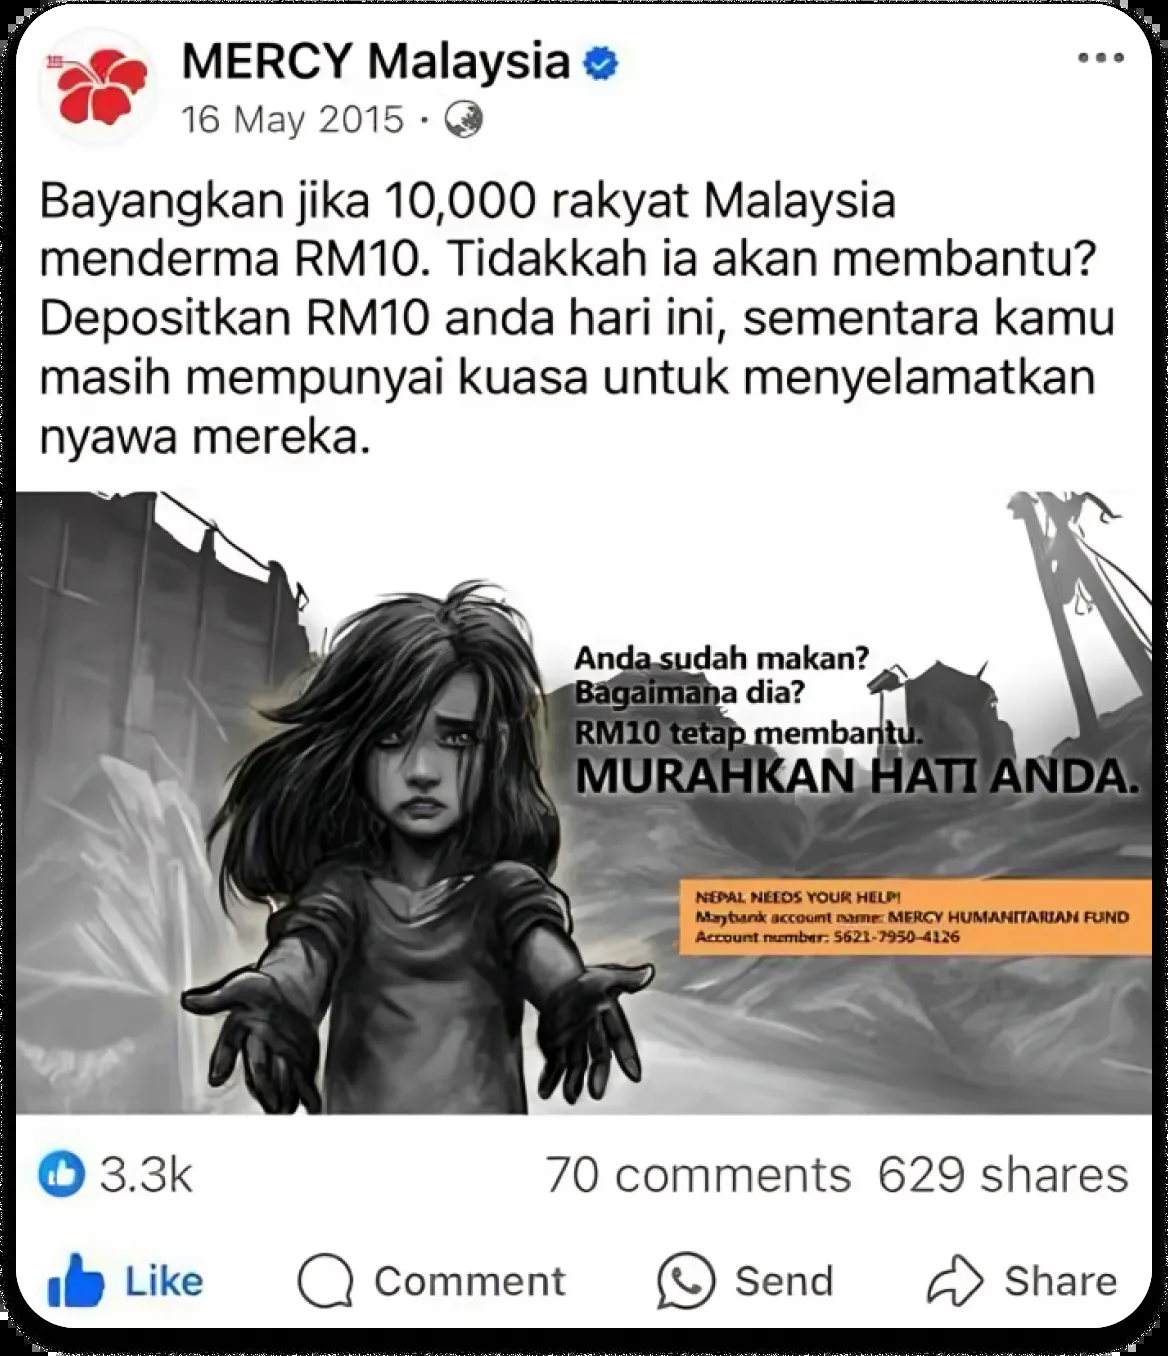 MERCY Malaysia
16 May 2015 ·
Bayangkan jika 10,000 rakyat Malaysia
menderma RM10. Tidakkah ia akan membantu?
Depositkan RM10 anda hari ini, sementara kamu
masih mempunyai kuasa untuk menyelamatkan
nyawa mereka.
Anda sudah makan?
Bagaimana dia?
RM10 tetap membantu.
MURAHKAN HATI ANDA.
NEPAL NEEDS YOUR HELP!
Maybank account name: MERCY HUMANITARIAN FUND
Account number: 5621-7950-4126
3.3k 70 comments 629 shares
Like Comment Send Share